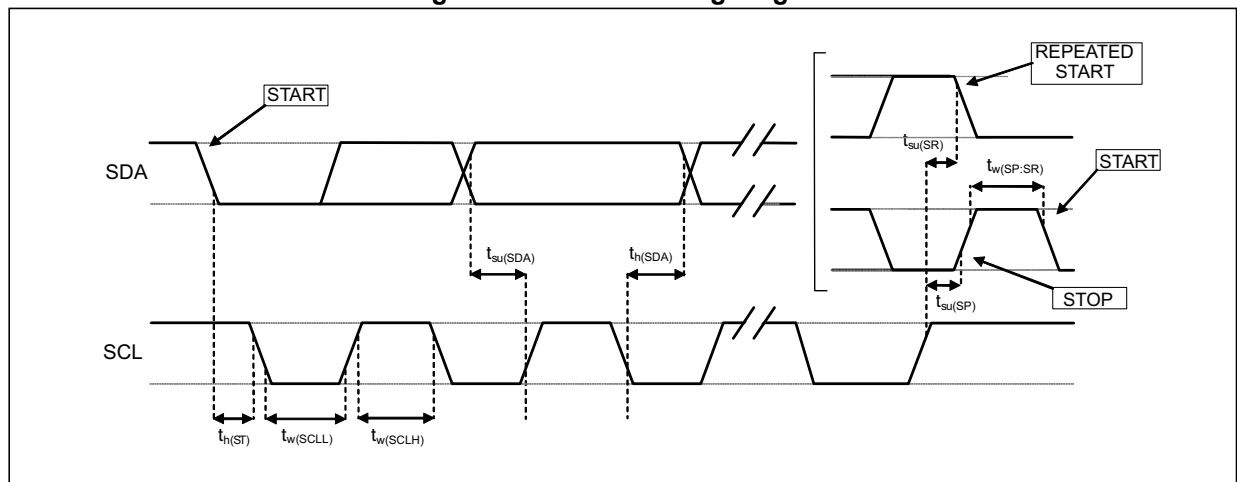 REPEATED
START
START
t_su(SR)
SDA
t_w(SP:SR)
START
t_su(SDA)
t_h(SDA)
t_su(SP)
STOP
SCL
t_h(ST)
t_w(SCLL)
t_w(SCLH)